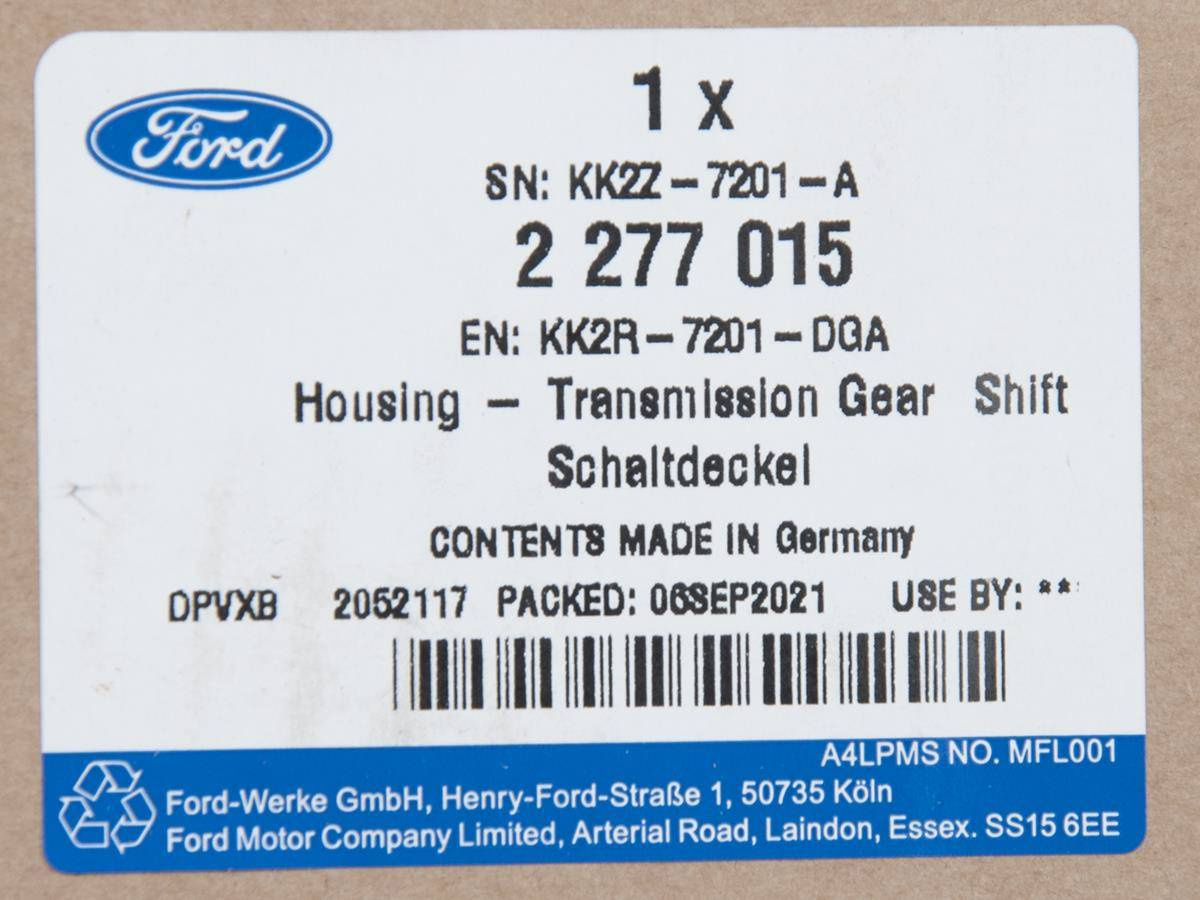 Ford
1 x
SN: KK2Z-7201-A
2 277 015
EN: KK2R-7201-DGA
Housing - Transmission Gear Shift
Schaltdeckel
CONTENTS MADE IN Germany
DPVXB 2052117 PACKED: 06SEP2021 USE BY: **
A4LPMS NO. MFL001
Ford-Werke GmbH, Henry-Ford-Straße 1, 50735 Köln
Ford Motor Company Limited, Arterial Road, Laindon, Essex. SS15 6EE